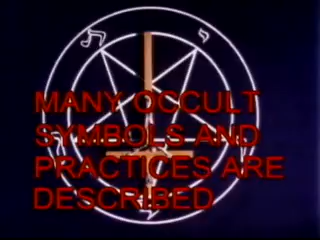 MANY OCCULT
SYMBOLS AND
PRACTICES ARE
DESCRIBED